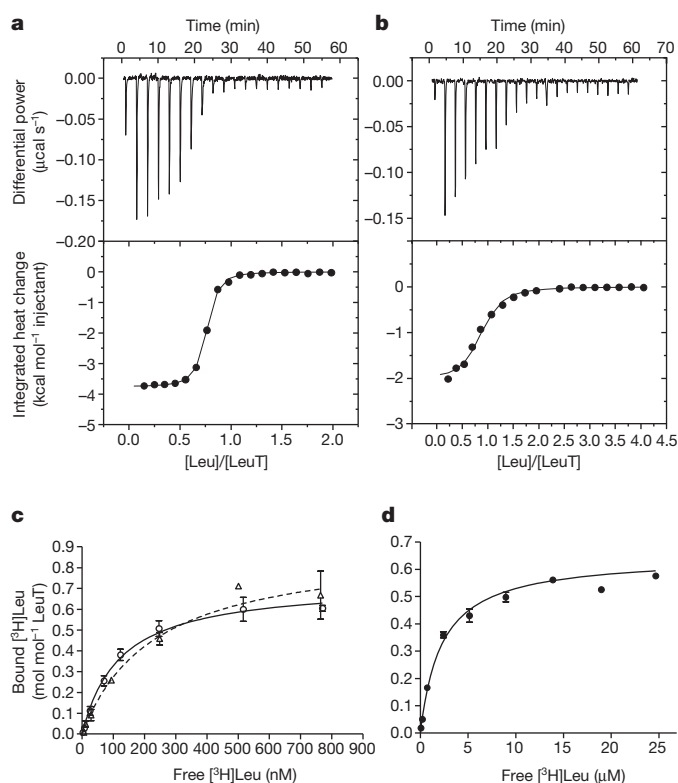 a
Time (min)
0 10 20 30 40 50 60
Differential power
(μcal s⁻¹)
0.00
−0.05
−0.10
−0.15
−0.20
Integrated heat change
(kcal mol⁻¹ injectant)
0
−1
−2
−3
−4
−5
0.0 0.5 1.0 1.5 2.0
[Leu]/[LeuT]
b
Time (min)
0 10 20 30 40 50 60 70
0.00
−0.05
−0.10
−0.15
0
−1
−2
−3
0.0 0.5 1.0 1.5 2.0 2.5 3.0 3.5 4.0 4.5
[Leu]/[LeuT]
c
Bound [³H]Leu
(mol mol⁻¹ LeuT)
0.9
0.8
0.7
0.6
0.5
0.4
0.3
0.2
0.1
0.0
0 100 200 300 400 500 600 700 800 900
Free [³H]Leu (nM)
d
0.7
0.6
0.5
0.4
0.3
0.2
0.1
0.0
0 5 10 15 20 25
Free [³H]Leu (μM)